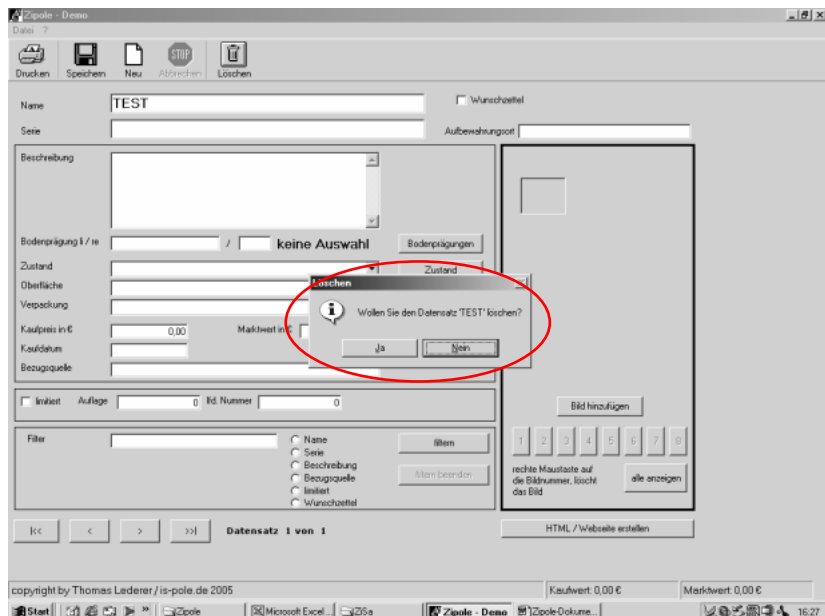 Zipole - Demo
Datei ?
Drucken Speichern Neu Abbrechen Löschen
STOP
Name TEST Wunschzettel
Serie Aufbewahrungsort
Beschreibung
Bodenprägung li / re / keine Auswahl Bodenprägungen
Zustand Zustand
Oberfläche
Verpackung
Kaufpreis in € 0,00 Marktwert in €
Kaufdatum
Bezugsquelle
Löschen
Wollen Sie den Datensatz 'TEST' löschen?
Ja Nein
limitiert Auflage 0 lfd. Nummer 0
Bild hinzufügen
Filter
Name
Serie
Beschreibung
Bezugsquelle
limitiert
Wunschzettel
filtern
filtern beenden
1 2 3 4 5 6 7 8
rechte Maustaste auf
die Bildnummer, löscht
das Bild
alle anzeigen
|<< < > >>| Datensatz 1 von 1
HTML / Webseite erstellen
copyright by Thomas Lederer / is-pole.de 2005 Kaufwert: 0,00 € Marktwert: 0,00 €
Start Zipole Microsoft Excel ... ZiSa Zipole - Demo Zipole-Dokume... 16:27